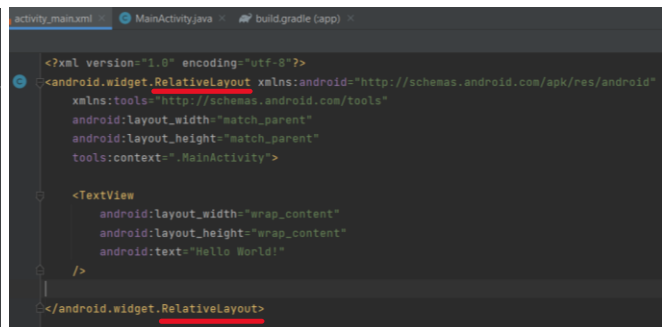 activity_main.xml × MainActivity.java × build.gradle (:app) ×
<?xml version="1.0" encoding="utf-8"?>
<android.widget.RelativeLayout xmlns:android="http://schemas.android.com/apk/res/android"
xmlns:tools="http://schemas.android.com/tools"
android:layout_width="match_parent"
android:layout_height="match_parent"
tools:context=".MainActivity">
<TextView
android:layout_width="wrap_content"
android:layout_height="wrap_content"
android:text="Hello World!"
/>
</android.widget.RelativeLayout>